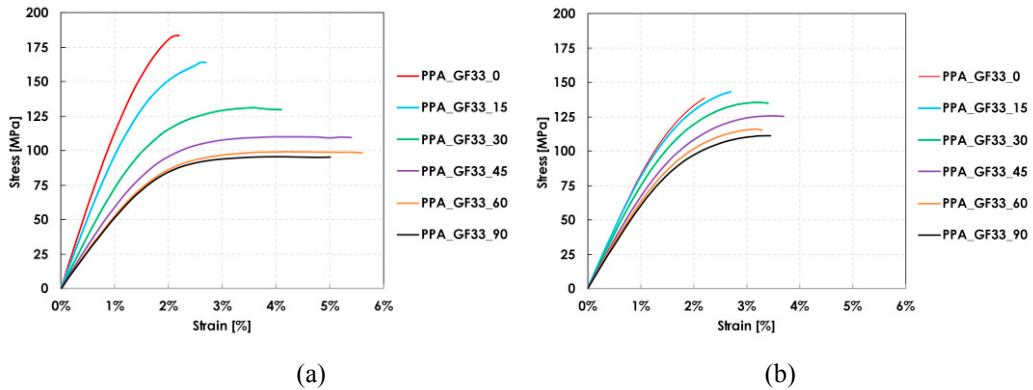 200
175
150
125
100
75
50
25
0
Stress [MPa]
0% 1% 2% 3% 4% 5% 6%
Strain [%]
PPA_GF33_0
PPA_GF33_15
PPA_GF33_30
PPA_GF33_45
PPA_GF33_60
PPA_GF33_90
(a)
200
175
150
125
100
75
50
25
0
Stress [MPa]
0% 1% 2% 3% 4% 5% 6%
Strain [%]
PPA_GF33_0
PPA_GF33_15
PPA_GF33_30
PPA_GF33_45
PPA_GF33_60
PPA_GF33_90
(b)